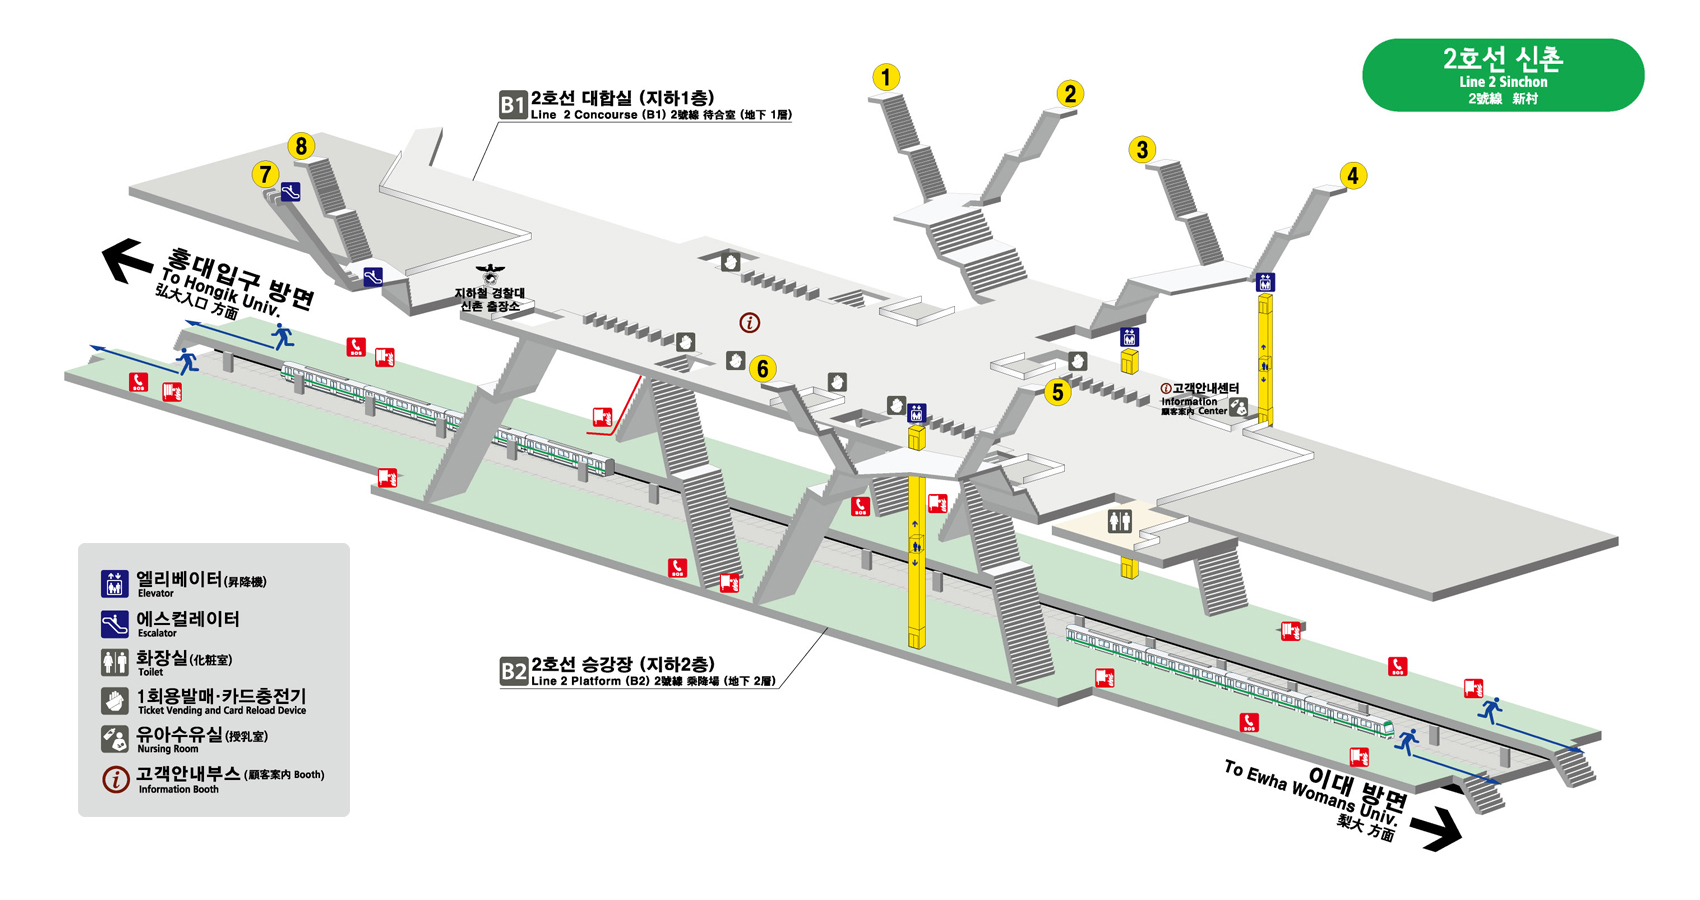 2호선 신촌
Line 2 Sinchon
2號線 新村
B1
2호선 대합실 (지하1층)
Line 2 Concourse (B1) 2號線 待合室 (地下 1層)
1
2
3
4
8
7
홍대입구 방면
To Hongik Univ.
弘大入口 方面
지하철 경찰대
신촌 출장소
6
5
고객안내센터
Information
顧客案內 Center
SOS
SOS
SOS
SOS
SOS
SOS
B2
2호선 승강장 (지하2층)
Line 2 Platform (B2) 2號線 乘降場 (地下 2層)
이대 방면
To Ewha Womans Univ.
梨大 方面
엘리베이터(昇降機)
Elevator
에스컬레이터
Escalator
화장실(化粧室)
Toilet
1회용발매·카드충전기
Ticket Vending and Card Reload Device
유아수유실(授乳室)
Nursing Room
고객안내부스 (顧客案內 Booth)
Information Booth